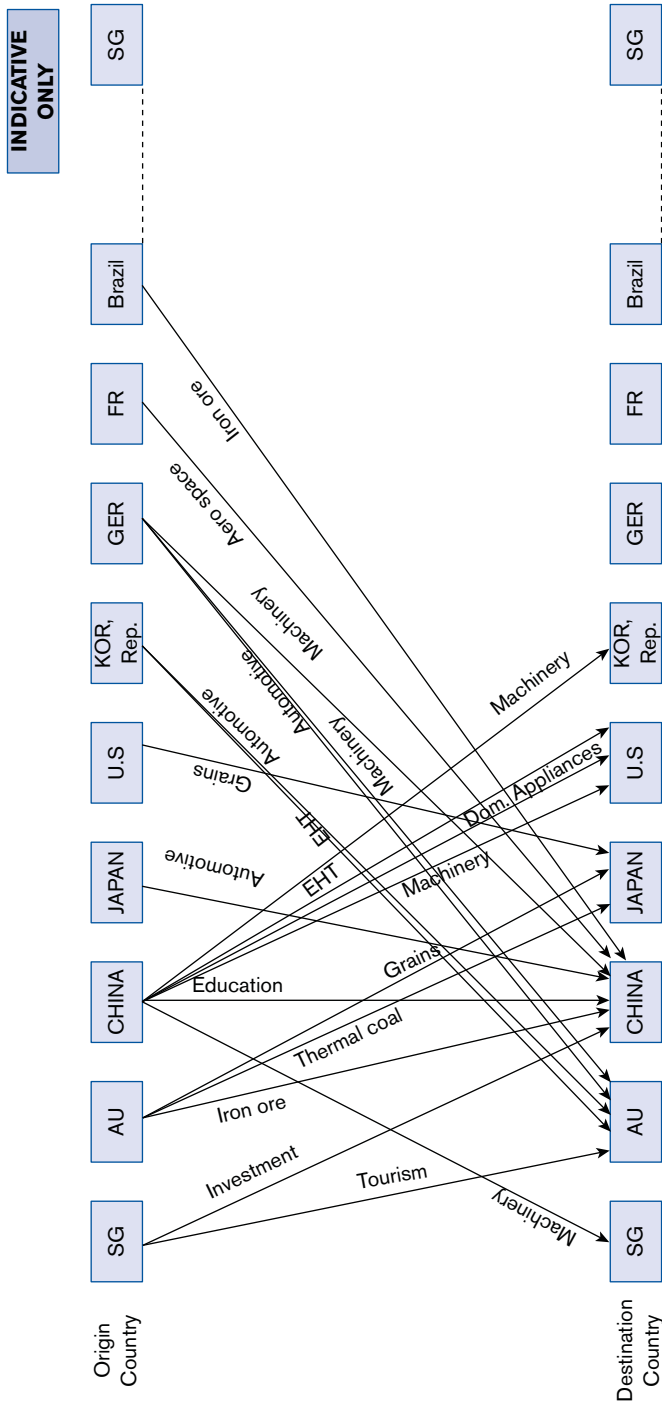 INDICATIVE
ONLY
Origin
Country
SG
AU
CHINA
JAPAN
U.S
KOR,
Rep.
GER
FR
Brazil
SG
Tourism
Investment
Machinery
Iron ore
Thermal coal
Grains
Education
Automotive
Machinery
EHT
Dom. Appliances
Machinery
Grains
EHT
Automotive
Automotive
Machinery
Machinery
Aero space
Iron ore
Destination
Country
SG
AU
CHINA
JAPAN
U.S
KOR,
Rep.
GER
FR
Brazil
SG